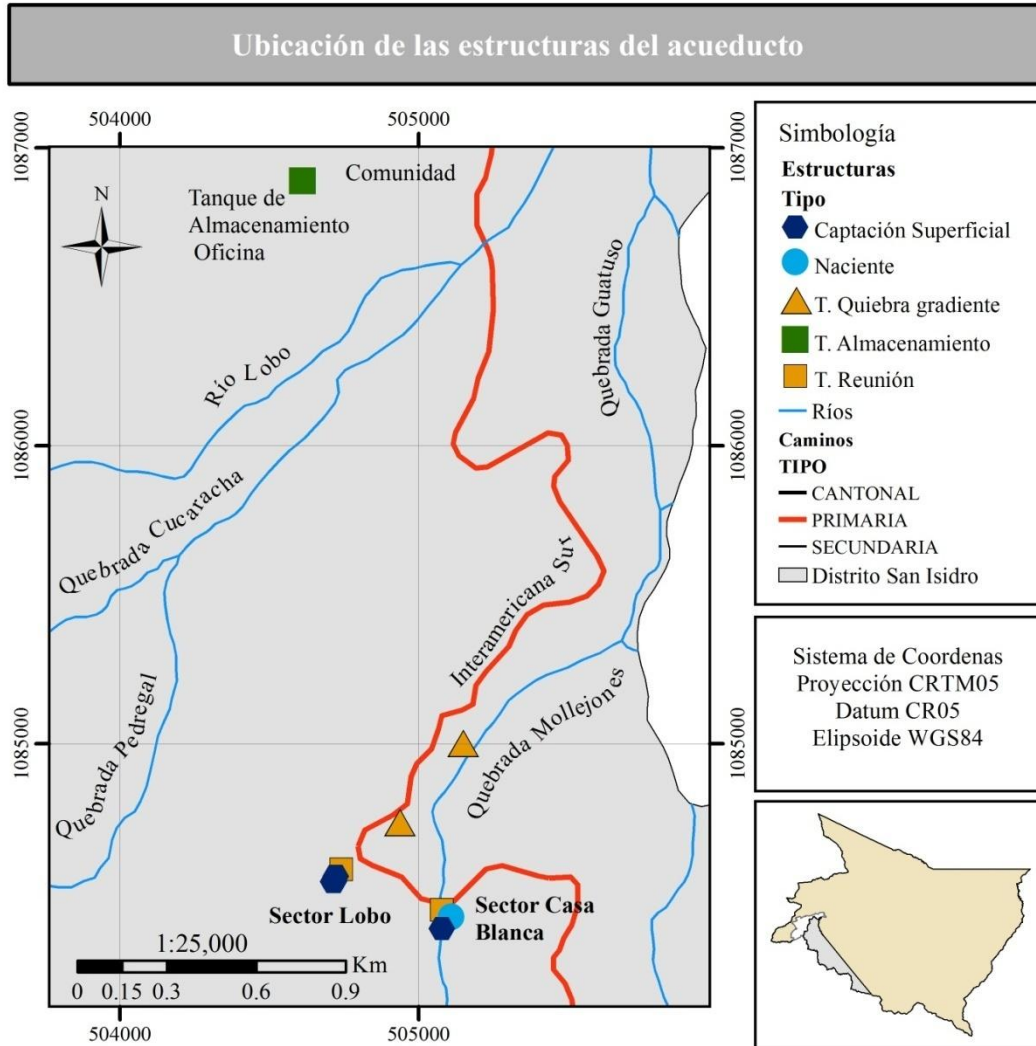 Ubicación de las estructuras del acueducto
504000
505000
1087000
1087000
N
Comunidad
Tanque de
Almacenamiento
Oficina
Río Lobo
Quebrada Guatuso
1086000
1086000
Quebrada Cucaracha
Interamericana Sur
Quebrada Pedregal
Quebrada Mollejones
1085000
1085000
Sector Lobo
Sector Casa
Blanca
1:25,000
Km
0 0.15 0.3 0.6 0.9
504000
505000
Simbología
Estructuras
Tipo
Captación Superficial
Naciente
T. Quiebra gradiente
T. Almacenamiento
T. Reunión
Ríos
Caminos
TIPO
CANTONAL
PRIMARIA
SECUNDARIA
Distrito San Isidro
Sistema de Coordenas
Proyección CRTM05
Datum CR05
Elipsoide WGS84